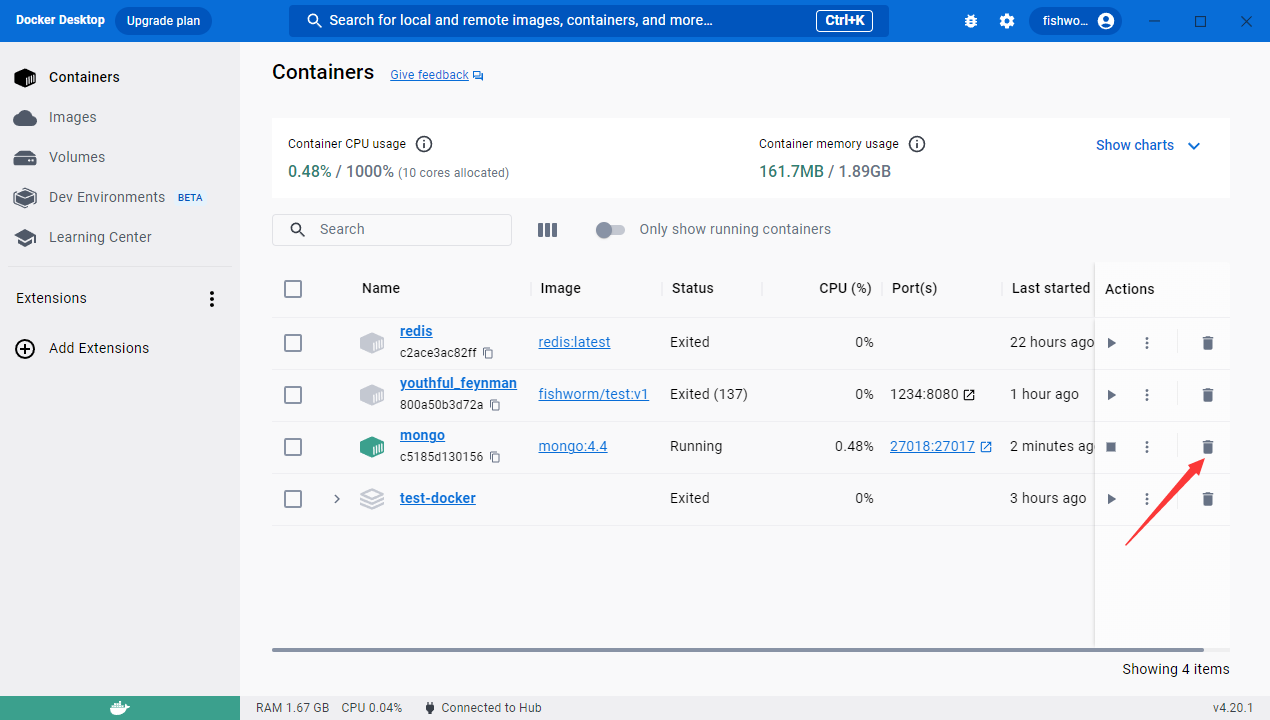 Docker Desktop Upgrade plan Search for local and remote images, containers, and more... Ctrl+K fishwo...
Containers
Images
Volumes
Dev Environments BETA
Learning Center
Extensions
Add Extensions
Containers Give feedback
Container CPU usage
0.48% / 1000% (10 cores allocated)
Container memory usage
161.7MB / 1.89GB
Show charts
Search Only show running containers
Name Image Status CPU (%) Port(s) Last started Actions
redis
c2ace3ac82ff
redis:latest Exited 0% 22 hours ago
youthful_feynman
800a50b3d72a
fishworm/test:v1 Exited (137) 0% 1234:8080 1 hour ago
mongo
c5185d130156
mongo:4.4 Running 0.48% 27018:27017 2 minutes ag
test-docker Exited 0% 3 hours ago
Showing 4 items
RAM 1.67 GB CPU 0.04% Connected to Hub v4.20.1